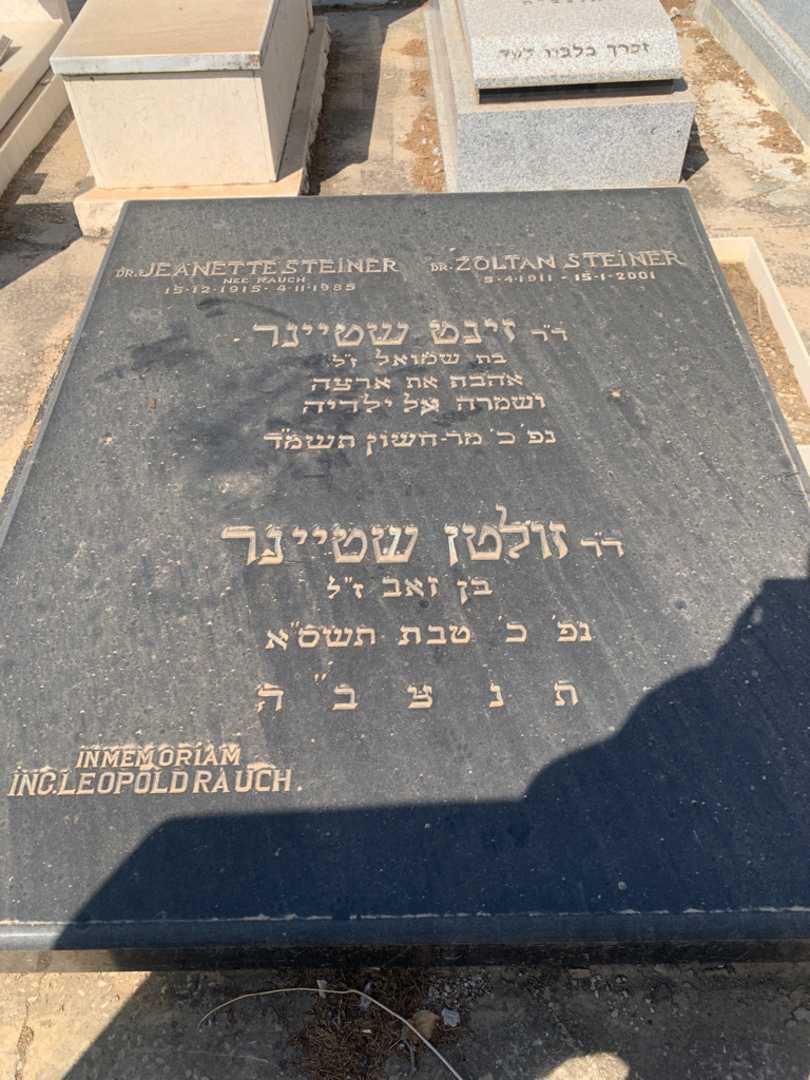 זכרך בלבינו לעד
DR. JEANETTE STEINER
NEE RAUCH
15-12-1915 - 4-11-1985
DR. ZOLTAN STEINER
5-4-1911 - 15-1-2001
ד״ר זינט שטיינר
בת שמואל ז״ל
אהבה את ארצה
ושמרה על ילדיה
נפ׳ כ׳ מר-חשון תשמ״ד
ד״ר זולטן שטיינר
בן זאב ז״ל
נפ׳ כ׳ טבת תשס״א
ת נ צ ב״ ה
IN MEMORIAM
ING. LEOPOLD RAUCH.